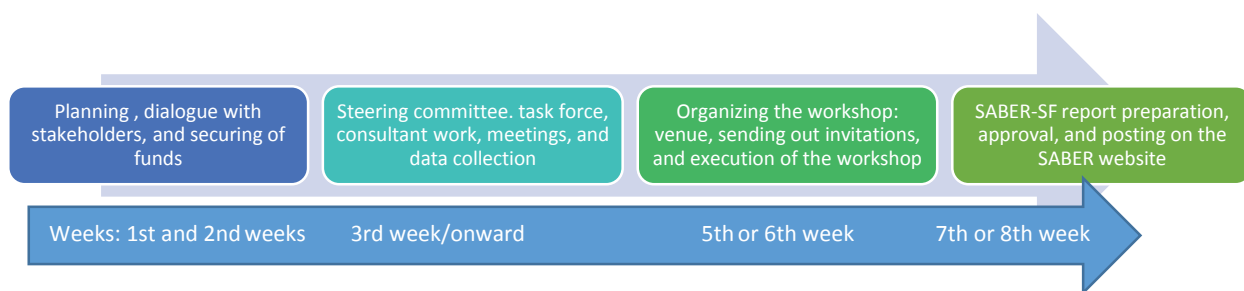 Planning , dialogue with
stakeholders, and securing of
funds
Steering committee. task force,
consultant work, meetings, and
data collection
Organizing the workshop:
venue, sending out invitations,
and execution of the workshop
SABER-SF report preparation,
approval, and posting on the
SABER website
Weeks: 1st and 2nd weeks
3rd week/onward
5th or 6th week
7th or 8th week